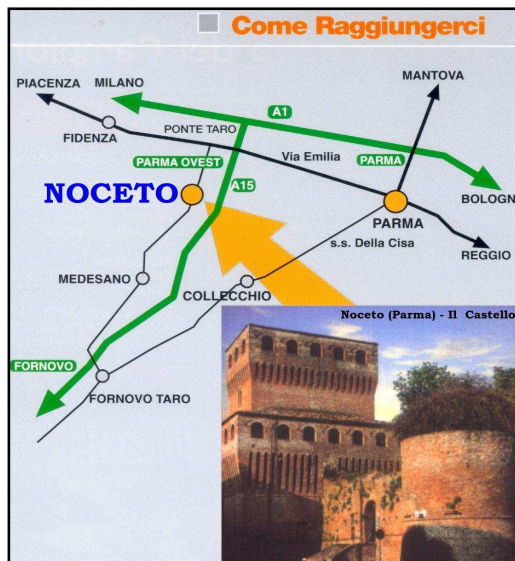 Come Raggiungerci
MANTOVA
PIACENZA
MILANO
A1
PONTE TARO
FIDENZA
Via Emilia
PARMA
PARMA OVEST
NOCETO
A15
BOLOGN
PARMA
s.s. Della Cisa
REGGIO
MEDESANO
COLLECCHIO
Noceto (Parma) - Il Castello
FORNOVO
FORNOVO TARO